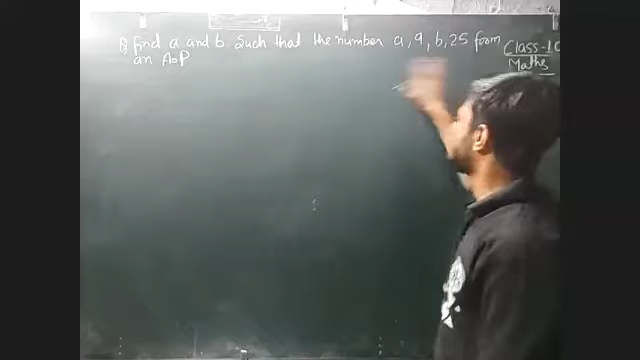 Q find a and b such that the number a, 9, b, 25 form
an A.P
Class-10
Maths